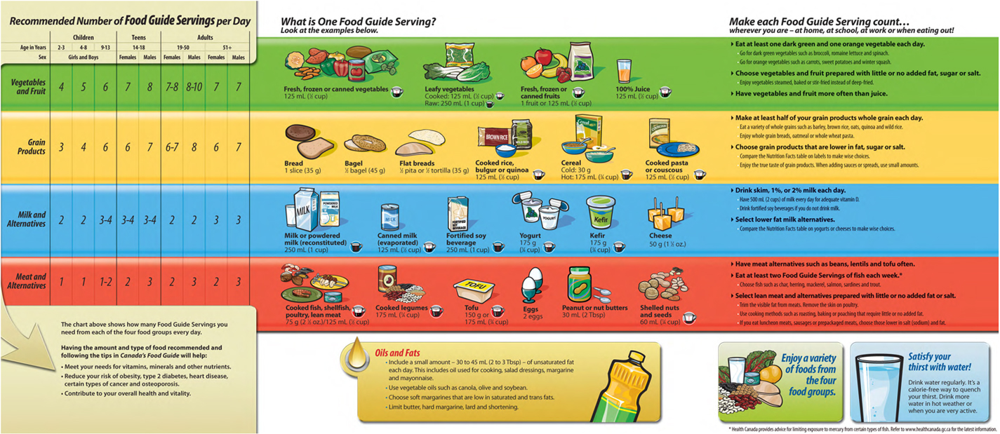 Recommended Number of Food Guide Servings per Day
Children Teens Adults
Age in Years 2-3 4-8 9-13 14-18 19-50 51+
Sex Girls and Boys Females Males Females Males Females Males
Vegetables
and Fruit
4 5 6 7 8 7-8 8-10 7 7
Grain
Products
3 4 6 6 7 6-7 8 6 7
Milk and
Alternatives
2 2 3-4 3-4 3-4 2 2 3 3
Meat and
Alternatives
1 1 1-2 2 3 2 3 2 3
The chart above shows how many Food Guide Servings you
need from each of the four food groups every day.
Having the amount and type of food recommended and
following the tips in Canada's Food Guide will help:
• Meet your needs for vitamins, minerals and other nutrients.
• Reduce your risk of obesity, type 2 diabetes, heart disease,
certain types of cancer and osteoporosis.
• Contribute to your overall health and vitality.
What is One Food Guide Serving?
Look at the examples below.
Fresh, frozen or canned vegetables
125 mL (½ cup)
Leafy vegetables
Cooked: 125 mL (½ cup)
Raw: 250 mL (1 cup)
Fresh, frozen or
canned fruits
1 fruit or 125 mL (½ cup)
100% Juice
125 mL (½ cup)
Bread
1 slice (35 g)
Bagel
½ bagel (45 g)
Flat breads
½ pita or ½ tortilla (35 g)
BROWN RICE
WILD RICE
Cooked rice,
bulgur or quinoa
125 mL (½ cup)
Cereal
Cereal
Cold: 30 g
Hot: 175 mL (¾ cup)
COUSCOUS
Cooked pasta
or couscous
125 mL (½ cup)
MILK
POWDERED
MILK
Milk or powdered
milk (reconstituted)
250 mL (1 cup)
MILK
Canned milk
(evaporated)
125 mL (½ cup)
FORTIFIED
SOY
BEVERAGE
Fortified soy
beverage
250 mL (1 cup)
YOGURT
Yogurt
175 g
(¾ cup)
Kefir
Kefir
175 g
(¾ cup)
Cheese
50 g (1 ½ oz.)
Cooked fish, shellfish,
poultry, lean meat
75 g (2 ½ oz.)/125 mL (½ cup)
Cooked legumes
175 mL (¾ cup)
TOFU
Tofu
150 g or
175 mL (¾ cup)
Eggs
2 eggs
Peanut or nut butters
30 mL (2 Tbsp)
Shelled nuts
and seeds
60 mL (¼ cup)
Oils and Fats
• Include a small amount – 30 to 45 mL (2 to 3 Tbsp) – of unsaturated fat
each day. This includes oil used for cooking, salad dressings, margarine
and mayonnaise.
• Use vegetable oils such as canola, olive and soybean.
• Choose soft margarines that are low in saturated and trans fats.
• Limit butter, hard margarine, lard and shortening.
Make each Food Guide Serving count…
wherever you are – at home, at school, at work or when eating out!
Eat at least one dark green and one orange vegetable each day.
• Go for dark green vegetables such as broccoli, romaine lettuce and spinach.
• Go for orange vegetables such as carrots, sweet potatoes and winter squash.
Choose vegetables and fruit prepared with little or no added fat, sugar or salt.
• Enjoy vegetables steamed, baked or stir-fried instead of deep-fried.
Have vegetables and fruit more often than juice.
Make at least half of your grain products whole grain each day.
Eat a variety of whole grains such as barley, brown rice, oats, quinoa and wild rice.
Enjoy whole grain breads, oatmeal or whole wheat pasta.
Choose grain products that are lower in fat, sugar or salt.
Compare the Nutrition Facts table on labels to make wise choices.
Enjoy the true taste of grain products. When adding sauces or spreads, use small amounts.
Drink skim, 1%, or 2% milk each day.
• Have 500 mL (2 cups) of milk every day for adequate vitamin D.
• Drink fortified soy beverages if you do not drink milk.
Select lower fat milk alternatives.
• Compare the Nutrition Facts table on yogurts or cheeses to make wise choices.
Have meat alternatives such as beans, lentils and tofu often.
Eat at least two Food Guide Servings of fish each week.*
• Choose fish such as char, herring, mackerel, salmon, sardines and trout.
Select lean meat and alternatives prepared with little or no added fat or salt.
• Trim the visible fat from meats. Remove the skin on poultry.
• Use cooking methods such as roasting, baking or poaching that require little or no added fat.
• If you eat luncheon meats, sausages or prepackaged meats, choose those lower in salt (sodium) and fat.
Enjoy a variety
of foods from
the four
food groups.
Satisfy your
thirst with water!
Drink water regularly. It's a
calorie-free way to quench
your thirst. Drink more
water in hot weather or
when you are very active.
* Health Canada provides advice for limiting exposure to mercury from certain types of fish. Refer to www.healthcanada.gc.ca for the latest information.